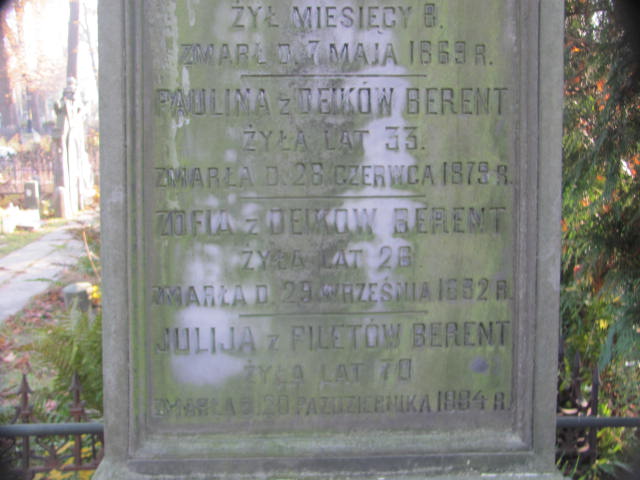 ŻYŁ MIESIĘCY 8.
ZMARŁ D. 7 MAJA 1869 R.
PAULINA z DEIKÓW BERENT
ŻYŁA LAT 33.
ZMARŁA D. 28 CZERWCA 1879 R.
ZOFIA z DEIKÓW BERENT
ŻYŁA LAT 26
ZMARŁA D. 29 WRZEŚNIA 1882 R.
JULIJA z FILETÓW BERENT
ŻYŁA LAT 70
ZMARŁA D. 20 PAŹDZIERNIKA 1884 R.